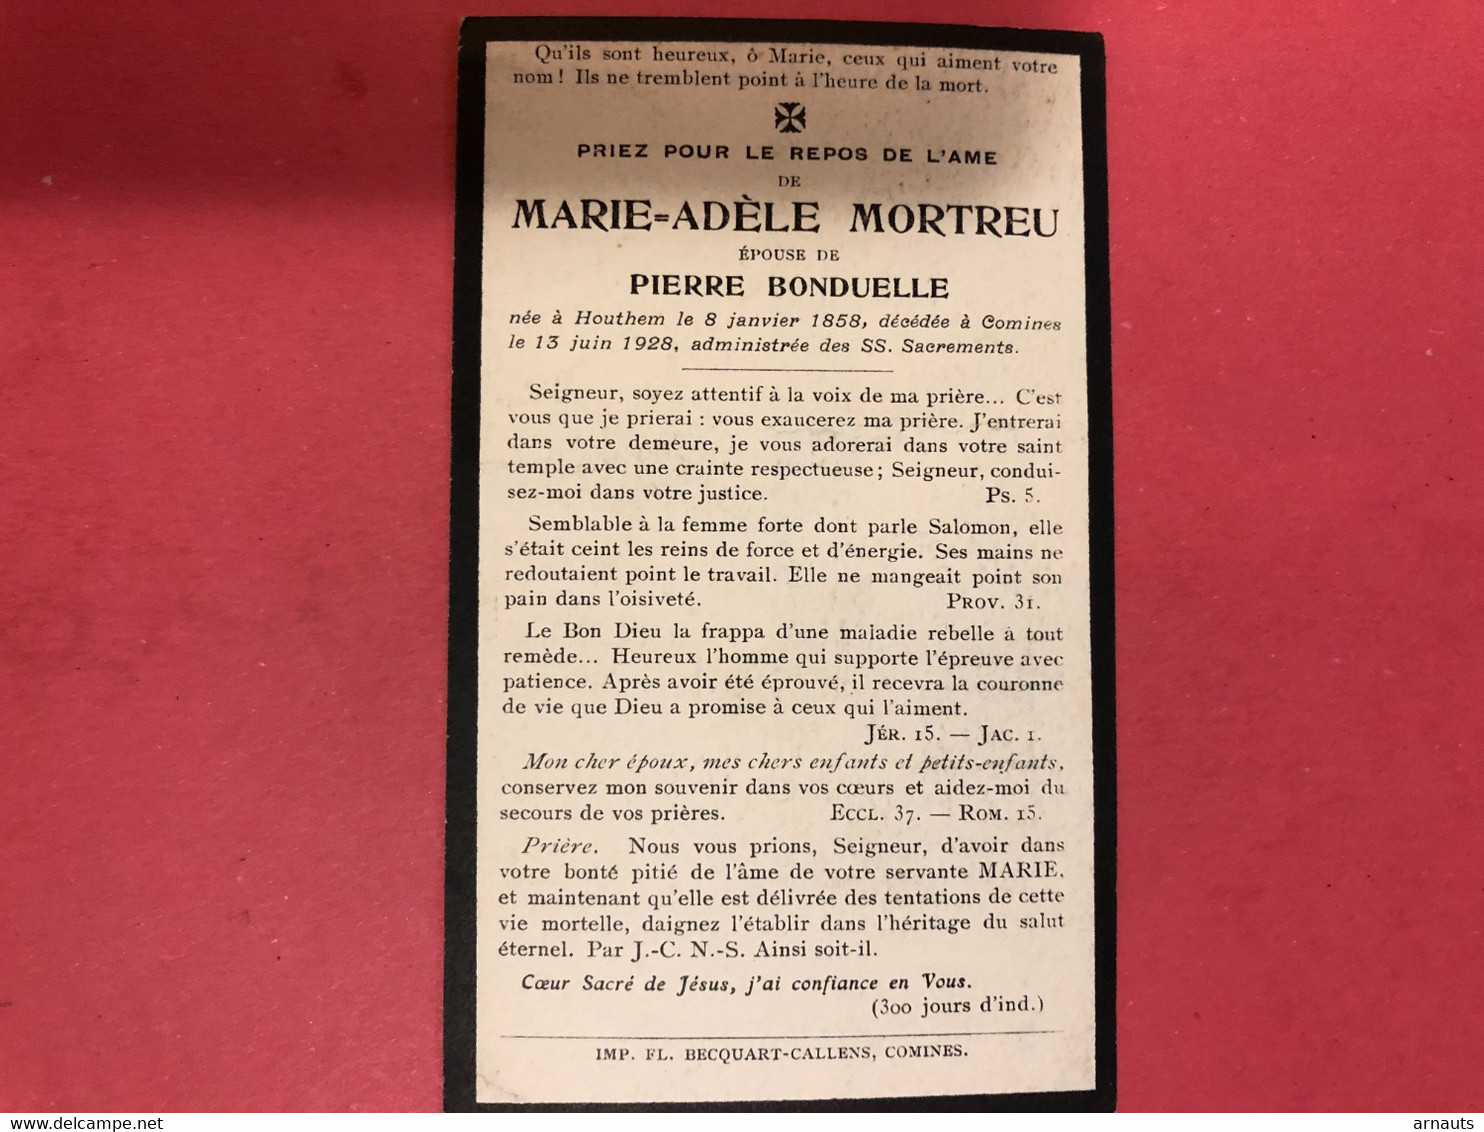 Qu'ils sont heureux, ô Marie, ceux qui aiment votre
nom ! Ils ne tremblent point à l'heure de la mort.
PRIEZ POUR LE REPOS DE L'AME
DE
MARIE=ADÈLE MORTREU
ÉPOUSE DE
PIERRE BONDUELLE
née à Houthem le 8 janvier 1858, décédée à Comines
le 13 juin 1928, administrée des SS. Sacrements.
Seigneur, soyez attentif à la voix de ma prière... C'est
vous que je prierai : vous exaucerez ma prière. J'entrerai
dans votre demeure, je vous adorerai dans votre saint
temple avec une crainte respectueuse ; Seigneur, condui-
sez-moi dans votre justice. Ps. 5.
Semblable à la femme forte dont parle Salomon, elle
s'était ceint les reins de force et d'énergie. Ses mains ne
redoutaient point le travail. Elle ne mangeait point son
pain dans l'oisiveté. PROV. 31.
Le Bon Dieu la frappa d'une maladie rebelle à tout
remède... Heureux l'homme qui supporte l'épreuve avec
patience. Après avoir été éprouvé, il recevra la couronne
de vie que Dieu a promise à ceux qui l'aiment.
JÉR. 15. — JAC. 1.
Mon cher époux, mes chers enfants et petits-enfants,
conservez mon souvenir dans vos cœurs et aidez-moi du
secours de vos prières. ECCL. 37. — ROM. 15.
Prière. Nous vous prions, Seigneur, d'avoir dans
votre bonté pitié de l'âme de votre servante MARIE,
et maintenant qu'elle est délivrée des tentations de cette
vie mortelle, daignez l'établir dans l'héritage du salut
éternel. Par J.-C. N.-S. Ainsi soit-il.
Cœur Sacré de Jésus, j'ai confiance en Vous.
(300 jours d'ind.)
IMP. FL. BECQUART-CALLENS, COMINES.
delcampe.net
arnauts